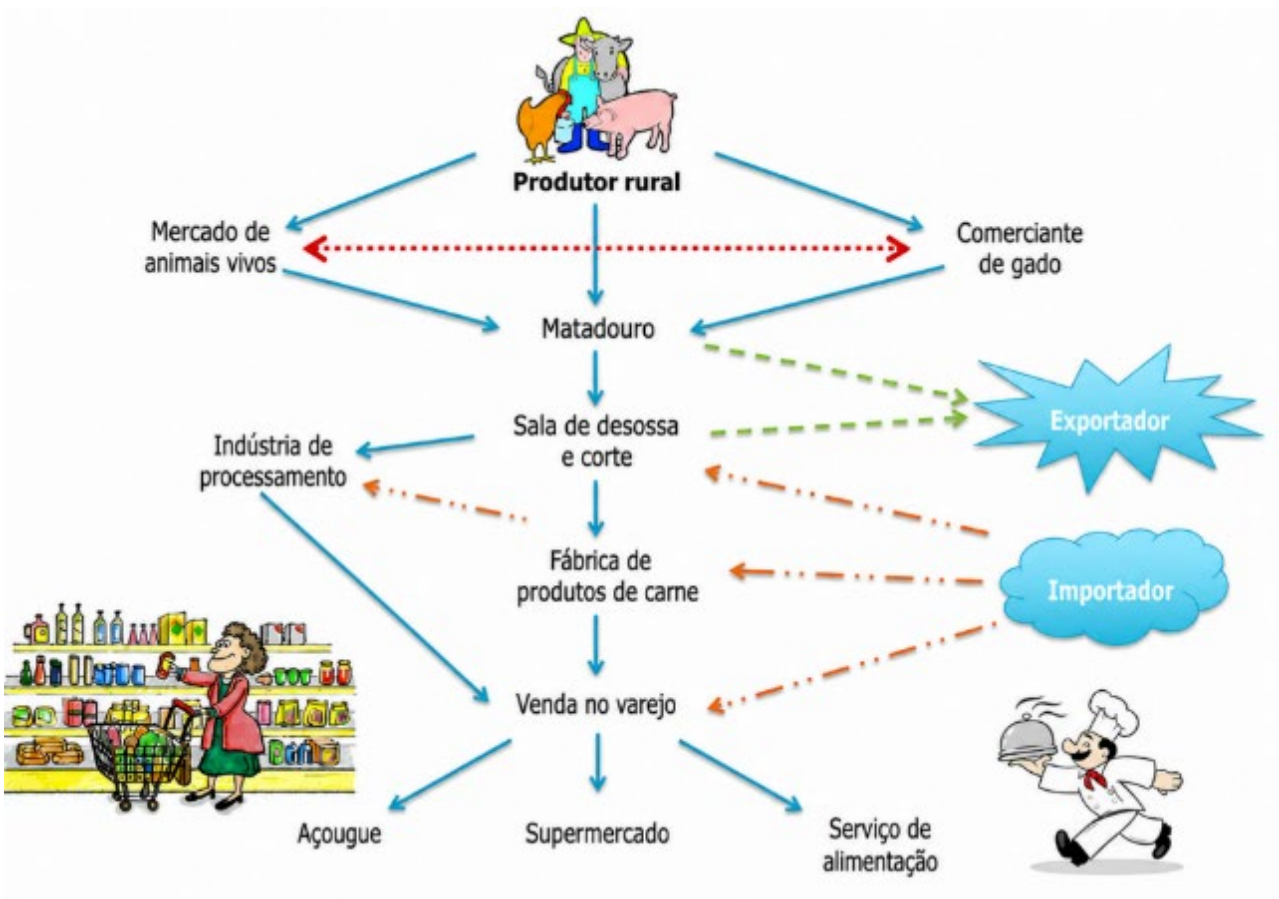 Produtor rural
Mercado de
animais vivos
Comerciante
de gado
Matadouro
Exportador
Sala de desossa
e corte
Indústria de
processamento
Fábrica de
produtos de carne
Importador
Venda no varejo
Açougue
Supermercado
Serviço de
alimentação